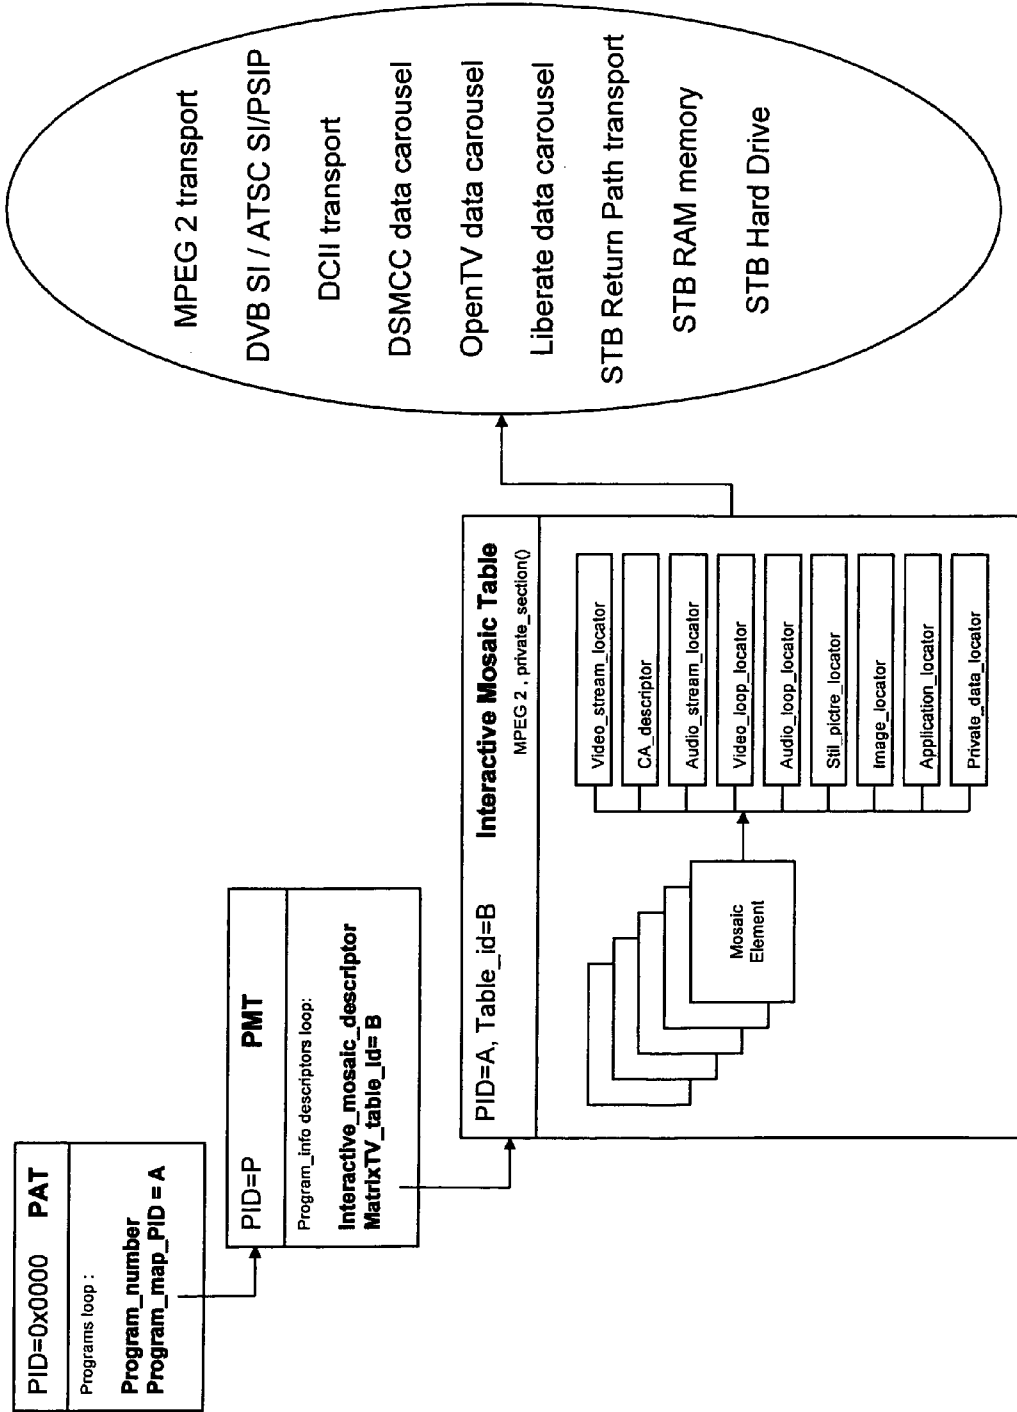 PID=0x0000 PAT
Programs loop :
Program_number
Program_map_PID = A
PID=P PMT
Program_info descriptors loop:
Interactive_mosaic_descriptor
MatrixTV_table_id= B
PID=A, Table_id=B Interactive Mosaic Table
MPEG 2 , private_section()
Mosaic
Element
Video_stream_locator
CA_descriptor
Audio_stream_locator
Video_loop_locator
Audio_loop_locator
Stil_pictre_locator
Image_locator
Application_locator
Private_data_locator
MPEG 2 transport
DVB SI / ATSC SI/PSIP
DCII transport
DSMCC data carousel
OpenTV data carousel
Liberate data carousel
STB Return Path transport
STB RAM memory
STB Hard Drive